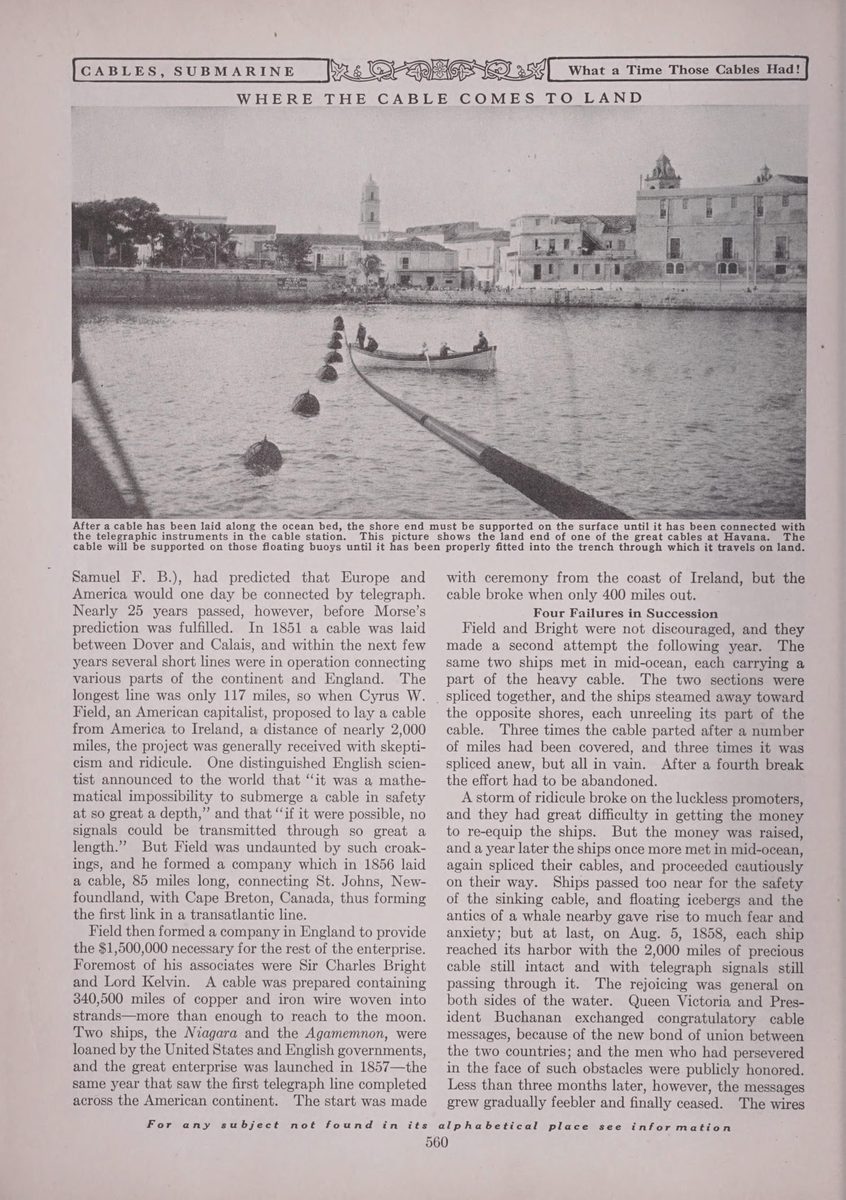 CABLES, SUBMARINE
What a Time Those Cables Had!
WHERE THE CABLE COMES TO LAND
After a cable has been laid along the ocean bed, the shore end must be supported on the surface until it has been connected with
the telegraphic instruments in the cable station. This picture shows the land end of one of the great cables at Havana. The
cable will be supported on those floating buoys until it has been properly fitted into the trench through which it travels on land.
Samuel F. B.), had predicted that Europe and
America would one day be connected by telegraph.
Nearly 25 years passed, however, before Morse's
prediction was fulfilled. In 1851 a cable was laid
between Dover and Calais, and within the next few
years several short lines were in operation connecting
various parts of the continent and England. The
longest line was only 117 miles, so when Cyrus W.
Field, an American capitalist, proposed to lay a cable
from America to Ireland, a distance of nearly 2,000
miles, the project was generally received with skepti-
cism and ridicule. One distinguished English scien-
tist announced to the world that "it was a mathe-
matical impossibility to submerge a cable in safety
at so great a depth," and that "if it were possible, no
signals could be transmitted through so great a
length." But Field was undaunted by such croak-
ings, and he formed a company which in 1856 laid
a cable, 85 miles long, connecting St. Johns, New-
foundland, with Cape Breton, Canada, thus forming
the first link in a transatlantic line.
Field then formed a company in England to provide
the $1,500,000 necessary for the rest of the enterprise.
Foremost of his associates were Sir Charles Bright
and Lord Kelvin. A cable was prepared containing
340,500 miles of copper and iron wire woven into
strands—more than enough to reach to the moon.
Two ships, the Niagara and the Agamemnon, were
loaned by the United States and English governments,
and the great enterprise was launched in 1857—the
same year that saw the first telegraph line completed
across the American continent. The start was made
with ceremony from the coast of Ireland, but the
cable broke when only 400 miles out.
Four Failures in Succession
Field and Bright were not discouraged, and they
made a second attempt the following year. The
same two ships met in mid-ocean, each carrying a
part of the heavy cable. The two sections were
spliced together, and the ships steamed away toward
the opposite shores, each unreeling its part of the
cable. Three times the cable parted after a number
of miles had been covered, and three times it was
spliced anew, but all in vain. After a fourth break
the effort had to be abandoned.
A storm of ridicule broke on the luckless promoters,
and they had great difficulty in getting the money
to re-equip the ships. But the money was raised,
and a year later the ships once more met in mid-ocean,
again spliced their cables, and proceeded cautiously
on their way. Ships passed too near for the safety
of the sinking cable, and floating icebergs and the
antics of a whale nearby gave rise to much fear and
anxiety; but at last, on Aug. 5, 1858, each ship
reached its harbor with the 2,000 miles of precious
cable still intact and with telegraph signals still
passing through it. The rejoicing was general on
both sides of the water. Queen Victoria and Pres-
ident Buchanan exchanged congratulatory cable
messages, because of the new bond of union between
the two countries; and the men who had persevered
in the face of such obstacles were publicly honored.
Less than three months later, however, the messages
grew gradually feebler and finally ceased. The wires
For any subject not found in its alphabetical place see information
560